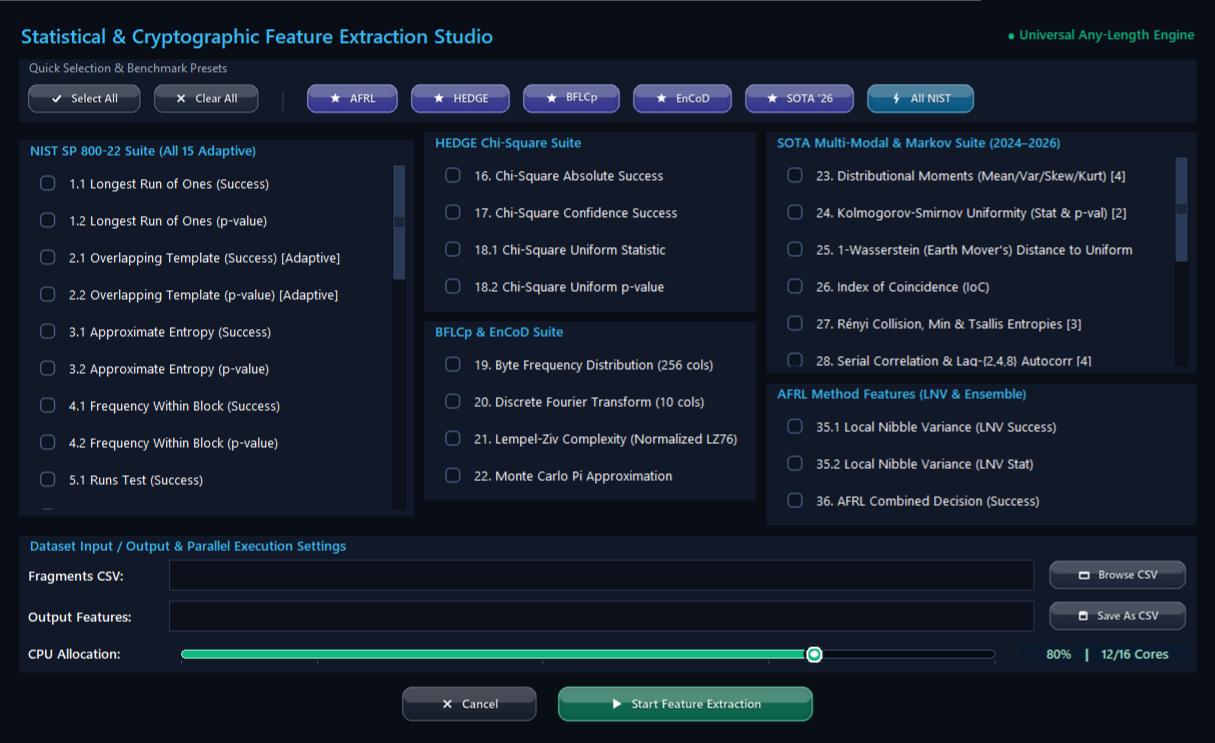 Statistical & Cryptographic Feature Extraction Studio
● Universal Any-Length Engine
Quick Selection & Benchmark Presets
✔ Select All
✕ Clear All
★ AFRL
★ HEDGE
★ BFLCp
★ EnCoD
★ SOTA '26
⚡ All NIST
NIST SP 800-22 Suite (All 15 Adaptive)
1.1 Longest Run of Ones (Success)
1.2 Longest Run of Ones (p-value)
2.1 Overlapping Template (Success) [Adaptive]
2.2 Overlapping Template (p-value) [Adaptive]
3.1 Approximate Entropy (Success)
3.2 Approximate Entropy (p-value)
4.1 Frequency Within Block (Success)
4.2 Frequency Within Block (p-value)
5.1 Runs Test (Success)
HEDGE Chi-Square Suite
16. Chi-Square Absolute Success
17. Chi-Square Confidence Success
18.1 Chi-Square Uniform Statistic
18.2 Chi-Square Uniform p-value
BFLCp & EnCoD Suite
19. Byte Frequency Distribution (256 cols)
20. Discrete Fourier Transform (10 cols)
21. Lempel-Ziv Complexity (Normalized LZ76)
22. Monte Carlo Pi Approximation
SOTA Multi-Modal & Markov Suite (2024–2026)
23. Distributional Moments (Mean/Var/Skew/Kurt) [4]
24. Kolmogorov-Smirnov Uniformity (Stat & p-val) [2]
25. 1-Wasserstein (Earth Mover's) Distance to Uniform
26. Index of Coincidence (IoC)
27. Rényi Collision, Min & Tsallis Entropies [3]
28. Serial Correlation & Lag-{2,4,8} Autocorr [4]
AFRL Method Features (LNV & Ensemble)
35.1 Local Nibble Variance (LNV Success)
35.2 Local Nibble Variance (LNV Stat)
36. AFRL Combined Decision (Success)
Dataset Input / Output & Parallel Execution Settings
Fragments CSV:
Browse CSV
Output Features:
Save As CSV
CPU Allocation:
80% | 12/16 Cores
✕ Cancel
▶ Start Feature Extraction